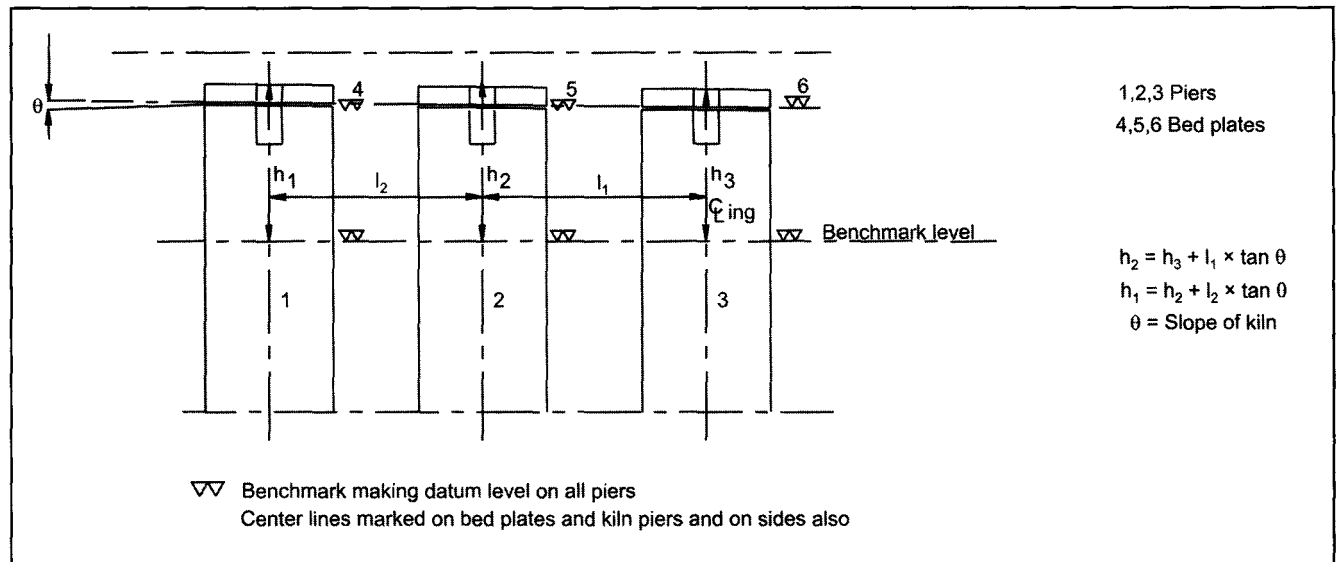 θ
4
5
6
1,2,3 Piers
4,5,6 Bed plates
h₁
l₂
h₂
l₁
h₃
℄ ing
Benchmark level
h₂ = h₃ + l₁ × tan θ
h₁ = h₂ + l₂ × tan θ
θ = Slope of kiln
1
2
3
Benchmark making datum level on all piers
Center lines marked on bed plates and kiln piers and on sides also